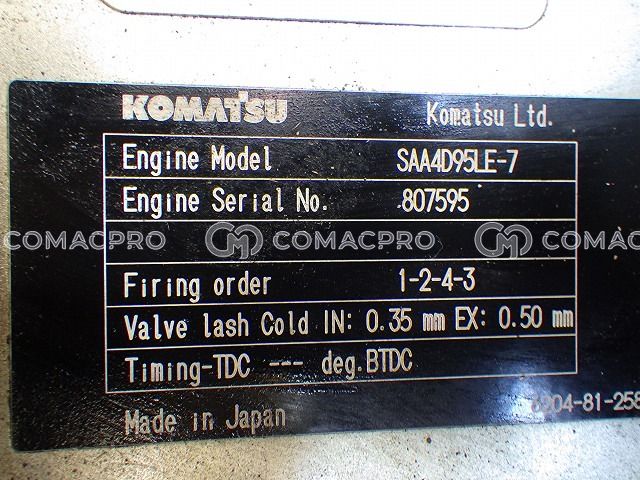 KOMATSU Komatsu Ltd.
Engine Model SAA4D95LE-7
Engine Serial No. 807595
COMACPRO COMACPRO COMACPRO
Firing order 1-2-4-3
Valve lash Cold IN: 0.35 mm EX: 0.50 mm
Timing-TDC --- deg.BTDC
Made in Japan